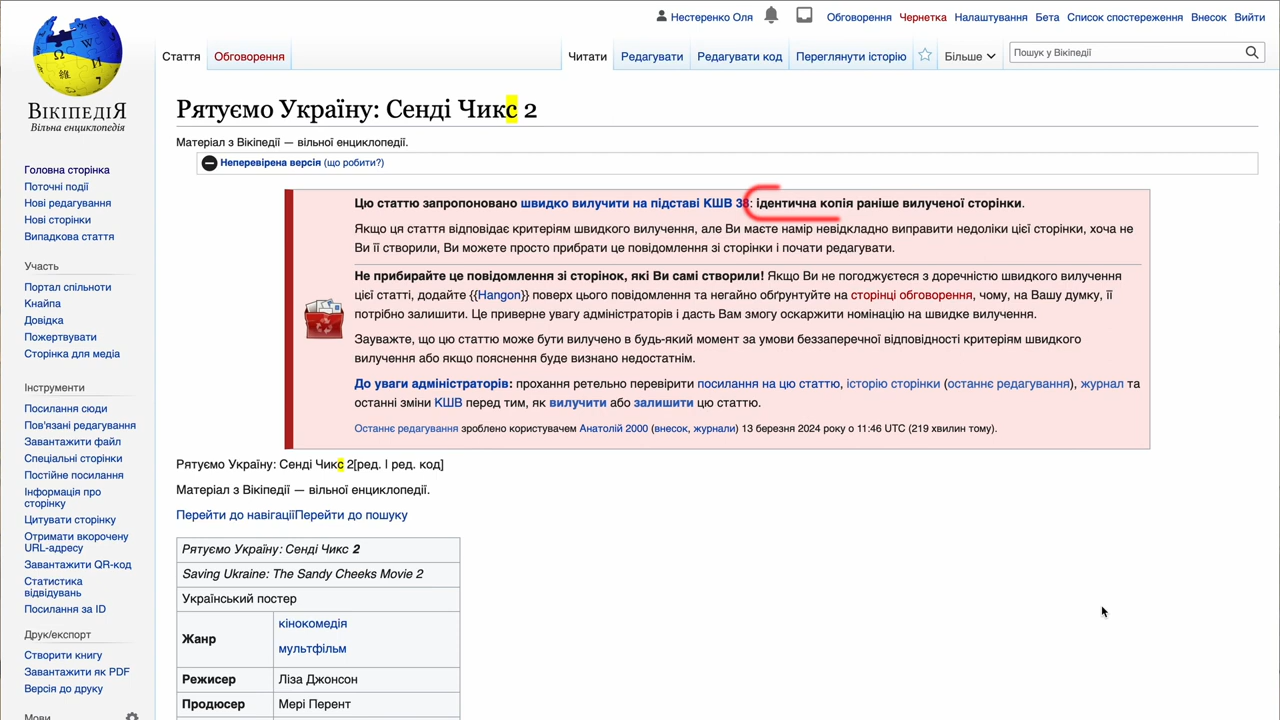 Нестеренко Оля
Обговорення Чернетка Налаштування Бета Список спостереження Внесок Вийти
ВІКІПЕДІЯ
Вільна енциклопедія
Стаття Обговорення Читати Редагувати Редагувати код Переглянути історію Більше Пошук у Вікіпедії
Рятуємо Україну: Сенді Чикс 2
Матеріал з Вікіпедії — вільної енциклопедії.
Неперевірена версія (що робити?)
Цю статтю запропоновано швидко вилучити на підставі КШВ 38: ідентична копія раніше вилученої сторінки.
Якщо ця стаття відповідає критеріям швидкого вилучення, але Ви маєте намір невідкладно виправити недоліки цієї сторінки, хоча не
Ви її створили, Ви можете просто прибрати це повідомлення зі сторінки і почати редагувати.
Не прибирайте це повідомлення зі сторінок, які Ви самі створили! Якщо Ви не погоджуєтеся з доречністю швидкого вилучення
цієї статті, додайте {{Hangon}} поверх цього повідомлення та негайно обґрунтуйте на сторінці обговорення, чому, на Вашу думку, її
потрібно залишити. Це приверне увагу адміністраторів і дасть Вам змогу оскаржити номінацію на швидке вилучення.
Зауважте, що цю статтю може бути вилучено в будь-який момент за умови беззаперечної відповідності критеріям швидкого
вилучення або якщо пояснення буде визнано недостатнім.
До уваги адміністраторів: прохання ретельно перевірити посилання на цю статтю, історію сторінки (останнє редагування), журнал та
останні зміни КШВ перед тим, як вилучити або залишити цю статтю.
Останнє редагування зроблено користувачем Анатолій 2000 (внесок, журнали) 13 березня 2024 року о 11:46 UTC (219 хвилин тому).
Рятуємо Україну: Сенді Чикс 2[ред. | ред. код]
Матеріал з Вікіпедії — вільної енциклопедії.
Перейти до навігаціїПерейти до пошуку
Рятуємо Україну: Сенді Чикс 2
Saving Ukraine: The Sandy Cheeks Movie 2
Український постер
Жанр
кінокомедія
мультфільм
Режисер Ліза Джонсон
Продюсер Мері Перент
Головна сторінка
Поточні події
Нові редагування
Нові сторінки
Випадкова стаття
Участь
Портал спільноти
Кнайпа
Довідка
Пожертвувати
Сторінка для медіа
Інструменти
Посилання сюди
Пов'язані редагування
Завантажити файл
Спеціальні сторінки
Постійне посилання
Інформація про
сторінку
Цитувати сторінку
Отримати вкорочену
URL-адресу
Завантажити QR-код
Статистика
відвідувань
Посилання за ID
Друк/експорт
Створити книгу
Завантажити як PDF
Версія до друку
Мови